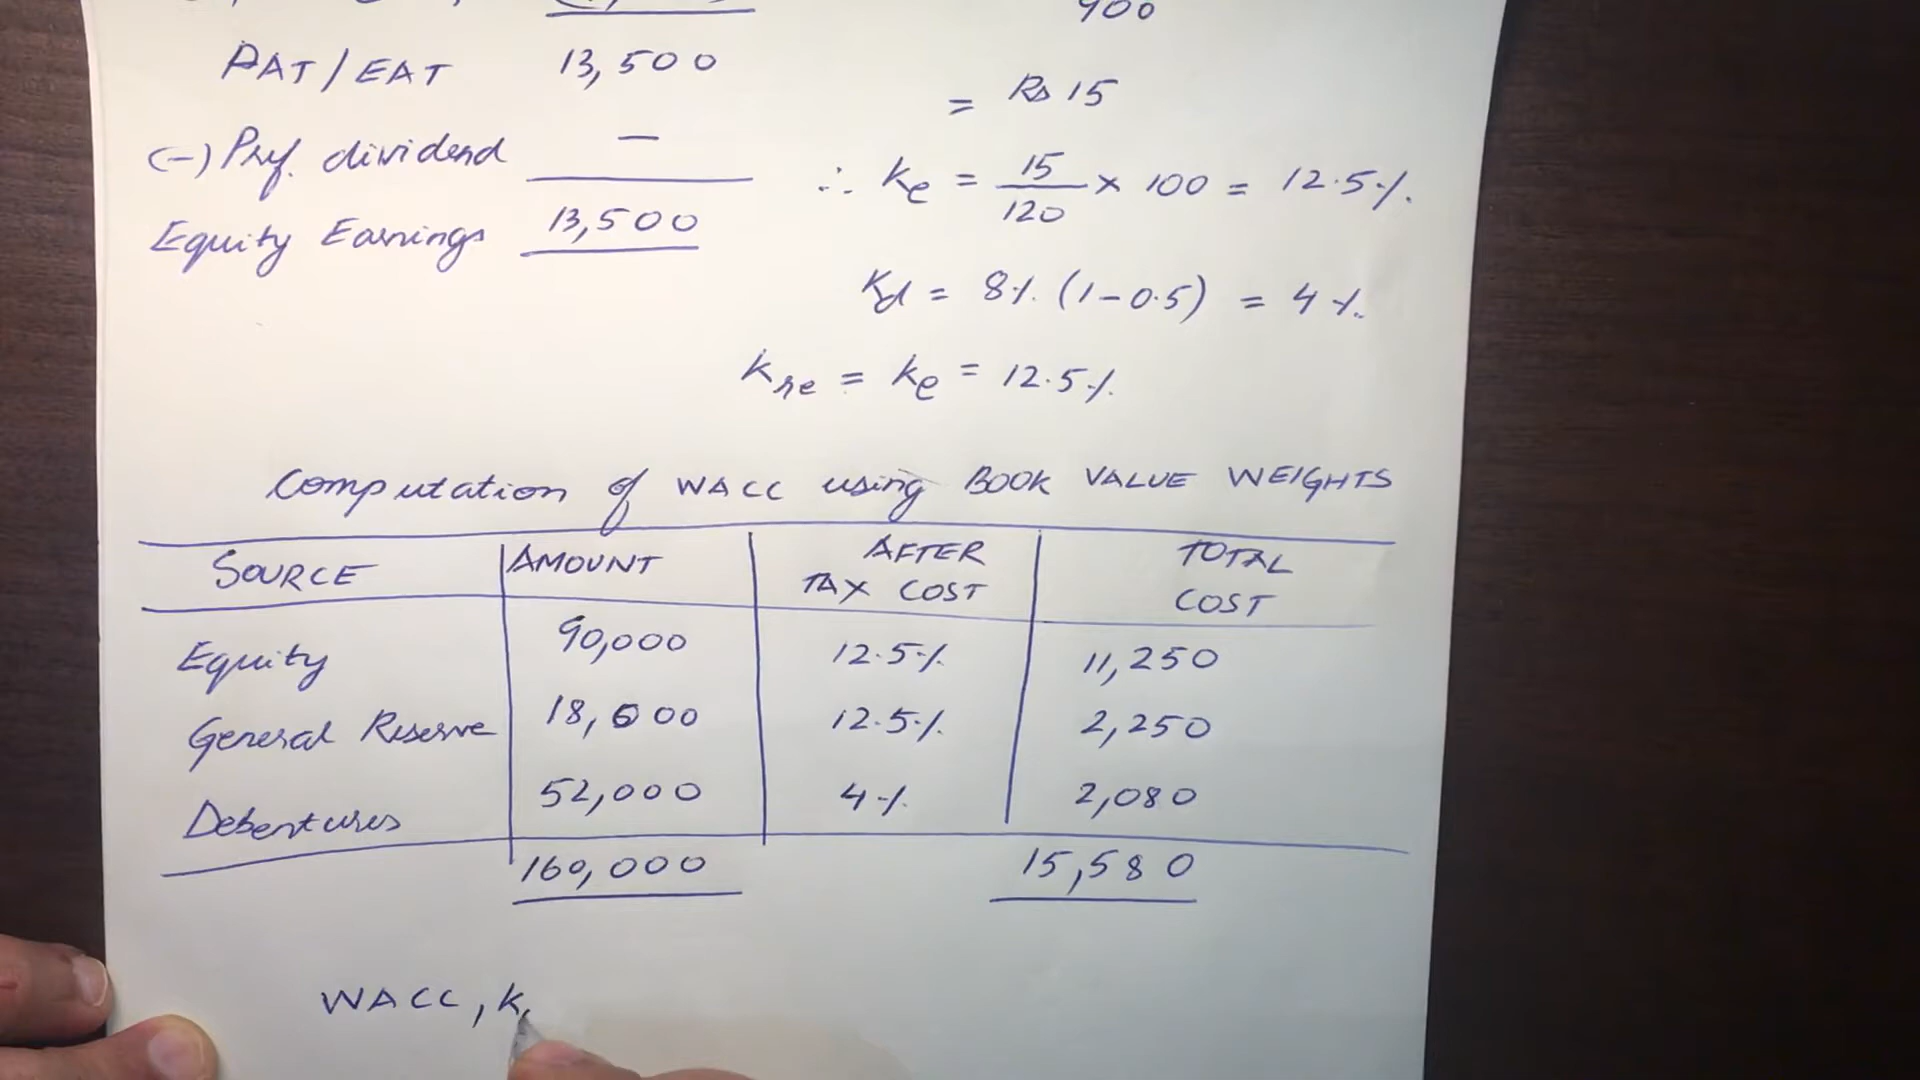 900
PAT/EAT 13,500
= Rs 15
(-) Pref. dividend —
∴ ke = 15/120 × 100 = 12.5%
Equity Earnings 13,500
Kd = 8% (1-0.5) = 4%
Kre = ke = 12.5%
Computation of WACC using BOOK VALUE WEIGHTS
SOURCE AMOUNT AFTER TAX COST TOTAL COST
Equity 90,000 12.5% 11,250
General Reserve 18,000 12.5% 2,250
Debentures 52,000 4% 2,080
160,000 15,580
WACC, K